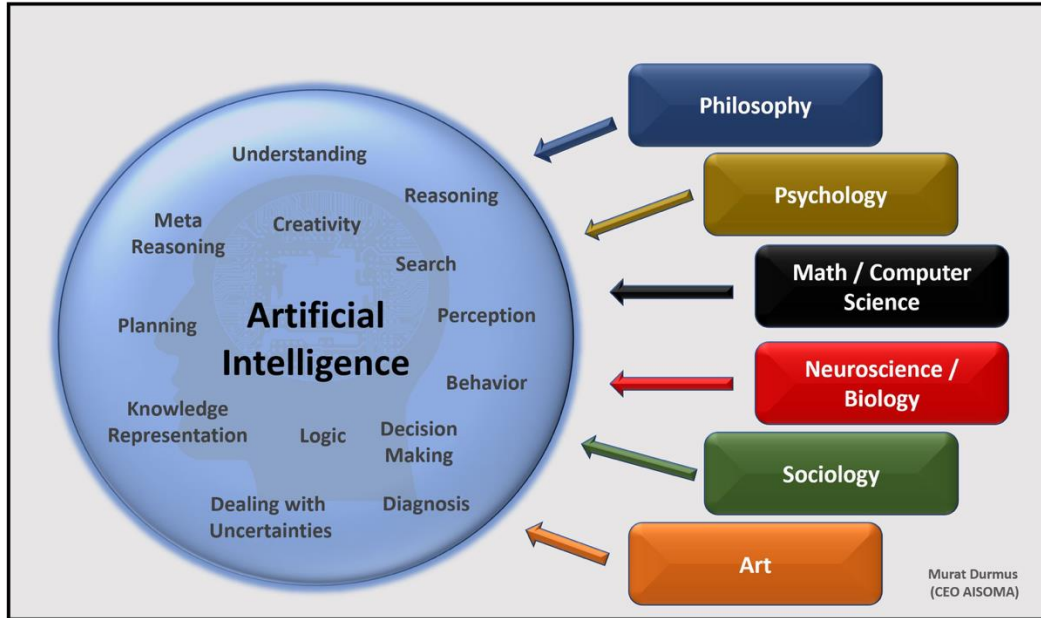 Understanding
Reasoning
Meta
Reasoning
Creativity
Search
Artificial
Intelligence
Planning
Perception
Behavior
Knowledge
Representation
Logic
Decision
Making
Dealing with
Uncertainties
Diagnosis
Philosophy
Psychology
Math / Computer
Science
Neuroscience /
Biology
Sociology
Art
Murat Durmus
(CEO AISOMA)